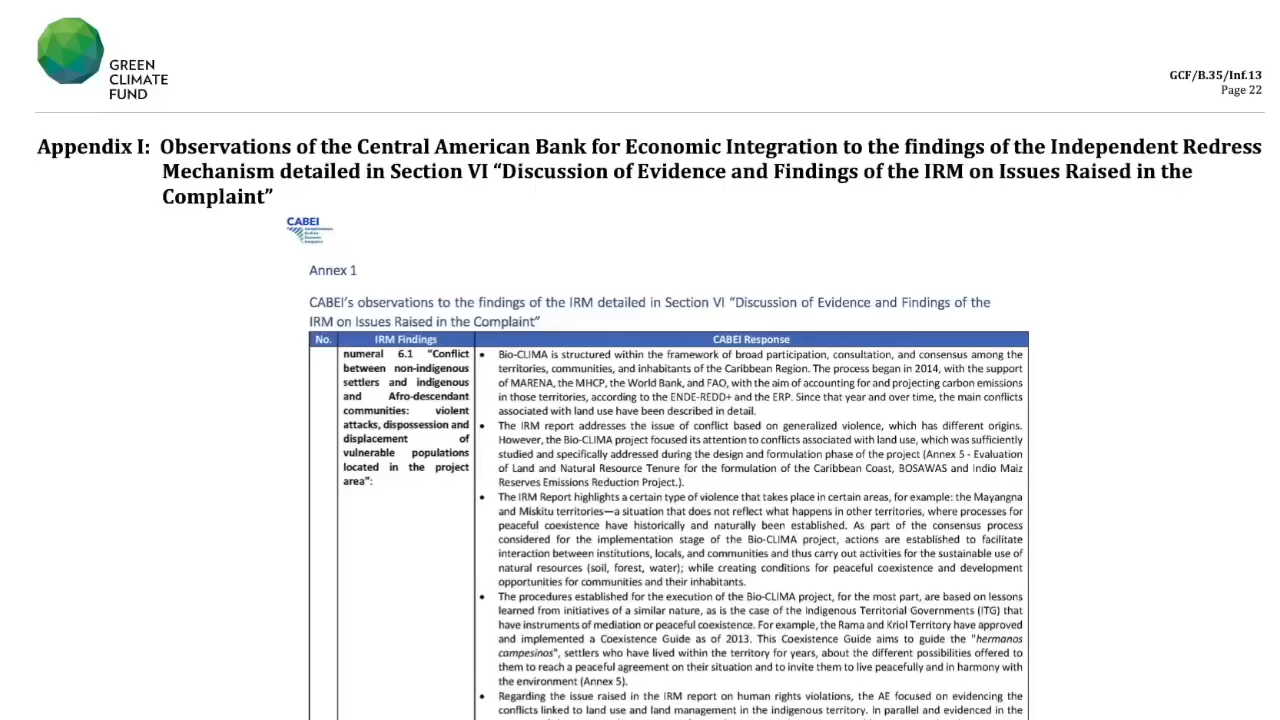 GREEN
CLIMATE
FUND
GCF/B.35/Inf.13
Page 22
Appendix I: Observations of the Central American Bank for Economic Integration to the findings of the Independent Redress
Mechanism detailed in Section VI “Discussion of Evidence and Findings of the IRM on Issues Raised in the
Complaint”
CABEI
Annex 1
CABEI's observations to the findings of the IRM detailed in Section VI “Discussion of Evidence and Findings of the
IRM on Issues Raised in the Complaint”
No. IRM Findings CABEI Response
numeral 6.1 “Conflict
between non-indigenous
settlers and indigenous
and Afro-descendant
communities: violent
attacks, dispossession and
displacement of
vulnerable populations
located in the project
area”:
• Bio-CLIMA is structured within the framework of broad participation, consultation, and consensus among the
territories, communities, and inhabitants of the Caribbean Region. The process began in 2014, with the support
of MARENA, the MHCP, the World Bank, and FAO, with the aim of accounting for and projecting carbon emissions
in those territories, according to the ENDE-REDD+ and the ERP. Since that year and over time, the main conflicts
associated with land use have been described in detail.
• The IRM report addresses the issue of conflict based on generalized violence, which has different origins.
However, the Bio-CLIMA project focused its attention to conflicts associated with land use, which was sufficiently
studied and specifically addressed during the design and formulation phase of the project (Annex 5 - Evaluation
of Land and Natural Resource Tenure for the formulation of the Caribbean Coast, BOSAWAS and Indio Maiz
Reserves Emissions Reduction Project.).
• The IRM Report highlights a certain type of violence that takes place in certain areas, for example: the Mayangna
and Miskitu territories—a situation that does not reflect what happens in other territories, where processes for
peaceful coexistence have historically and naturally been established. As part of the consensus process
considered for the implementation stage of the Bio-CLIMA project, actions are established to facilitate
interaction between institutions, locals, and communities and thus carry out activities for the sustainable use of
natural resources (soil, forest, water); while creating conditions for peaceful coexistence and development
opportunities for communities and their inhabitants.
• The procedures established for the execution of the Bio-CLIMA project, for the most part, are based on lessons
learned from initiatives of a similar nature, as is the case of the Indigenous Territorial Governments (ITG) that
have instruments of mediation or peaceful coexistence. For example, the Rama and Kriol Territory have approved
and implemented a Coexistence Guide as of 2013. This Coexistence Guide aims to guide the "hermanos
campesinos", settlers who have lived within the territory for years, about the different possibilities offered to
them to reach a peaceful agreement on their situation and to invite them to live peacefully and in harmony with
the environment (Annex 5).
• Regarding the issue raised in the IRM report on human rights violations, the AE focused on evidencing the
conflicts linked to land use and land management in the indigenous territory. In parallel and evidenced in the